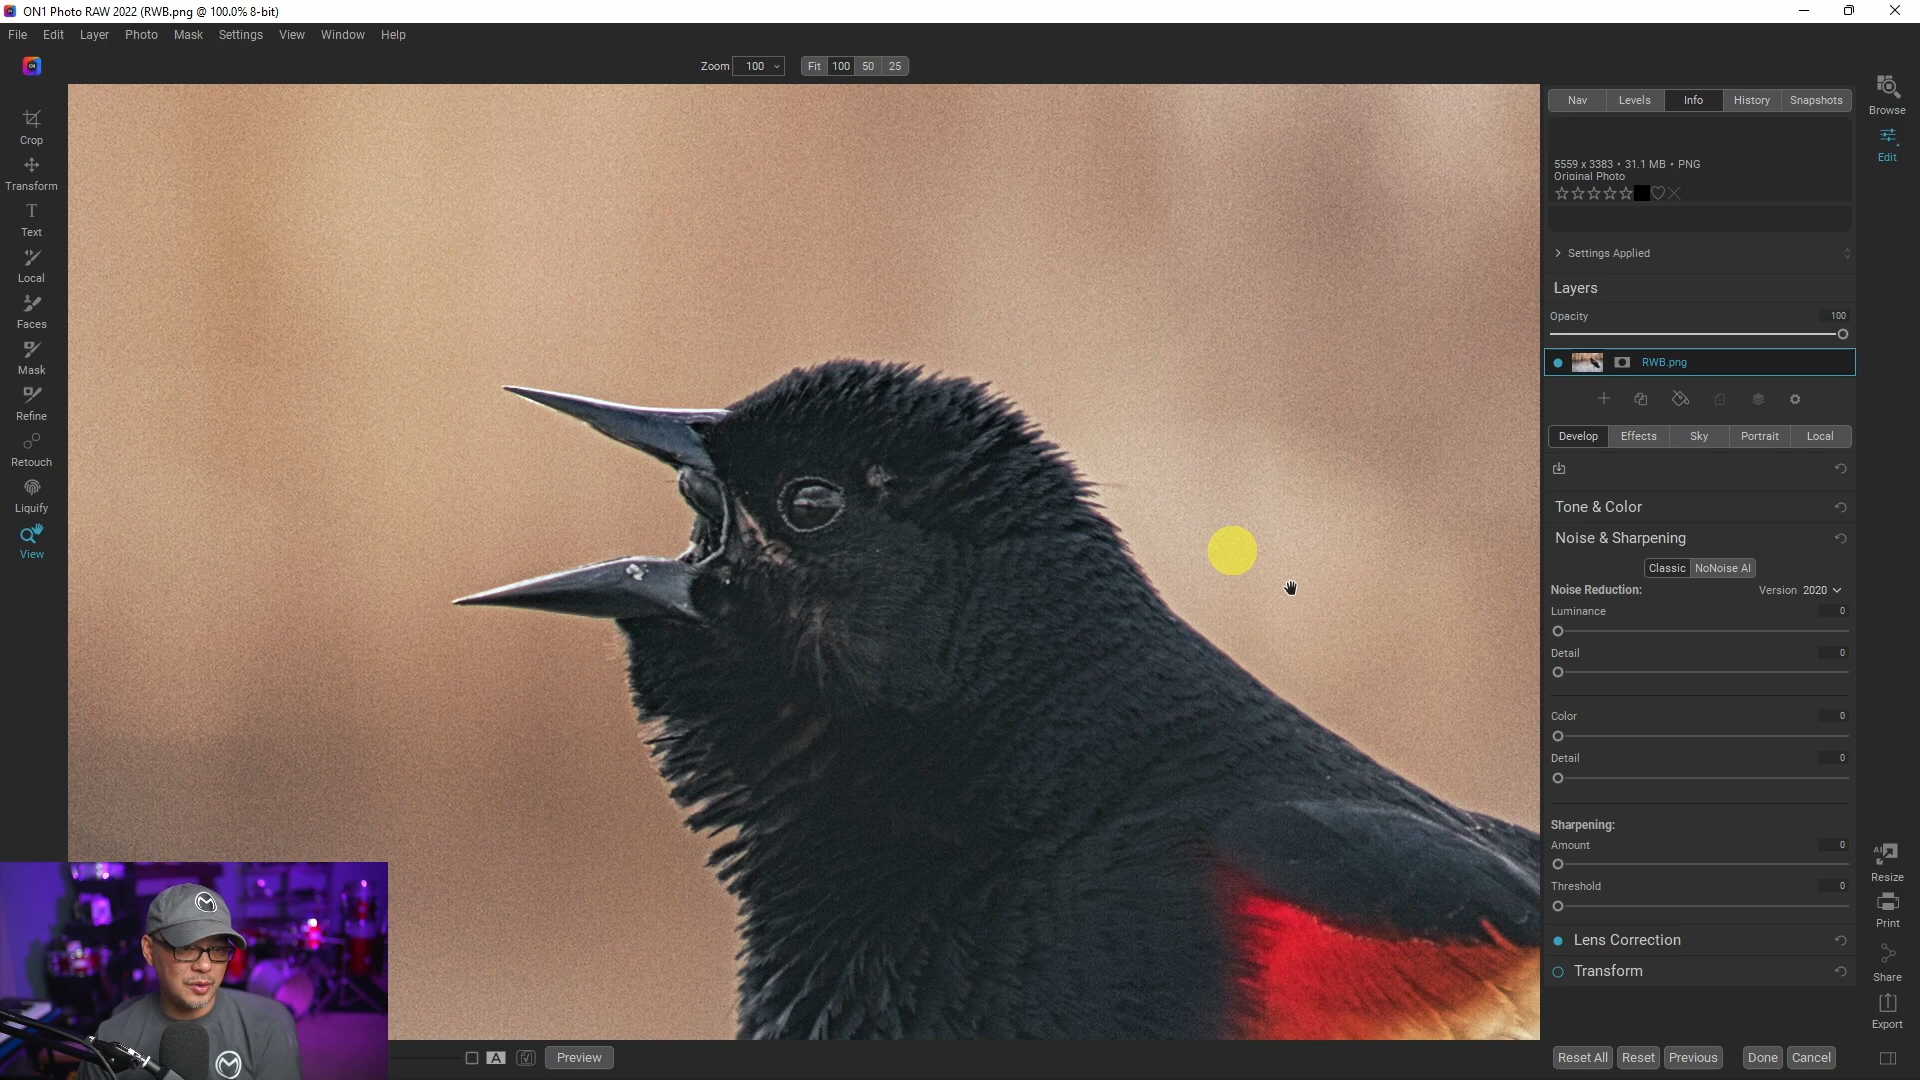 ON1 Photo RAW 2022 (RWB.png @ 100.0% 8-bit)
File Edit Layer Photo Mask Settings View Window Help
Zoom 100 Fit 100 50 25
Crop
Transform
Text
Local
Faces
Mask
Refine
Retouch
Liquify
View
Nav Levels Info History Snapshots
5559 x 3383 • 31.1 MB • PNG
Original Photo
Settings Applied
Layers
Opacity 100
RWB.png
Develop Effects Sky Portrait Local
Tone & Color
Noise & Sharpening
Classic NoNoise AI
Noise Reduction: Version 2020
Luminance 0
Detail 0
Color 0
Detail 0
Sharpening:
Amount 0
Threshold 0
Lens Correction
Transform
Browse
Edit
AI
Resize
Print
Share
Export
A Preview
Reset All Reset Previous Done Cancel